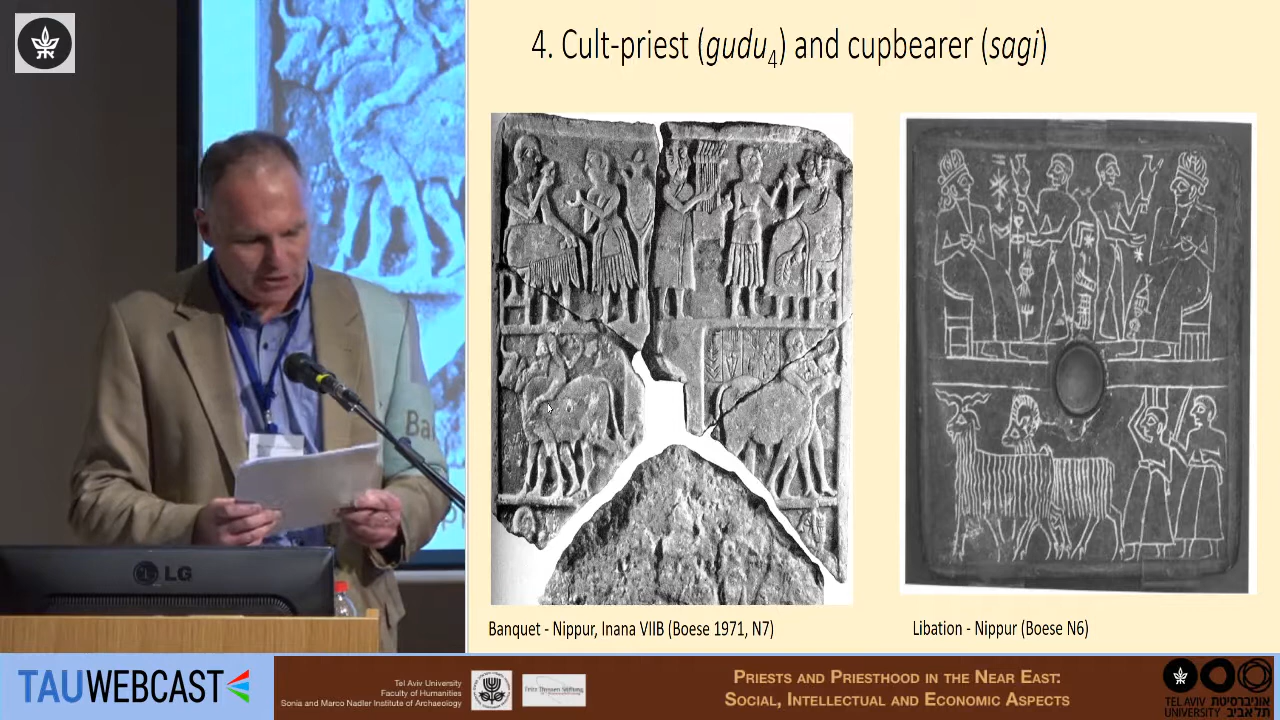 4. Cult-priest (gudu₄) and cupbearer (sagi)
Banquet - Nippur, Inana VIIB (Boese 1971, N7)
Libation - Nippur (Boese N6)
LG
Ba
TAUWEBCAST
Tel Aviv University
Faculty of Humanities
Sonia and Marco Nadler Institute of Archaeology
Fritz Thyssen Stiftung
PRIESTS AND PRIESTHOOD IN THE NEAR EAST:
SOCIAL, INTELLECTUAL AND ECONOMIC ASPECTS
TEL AVIV אוניברסיטת
UNIVERSITY תל אביב